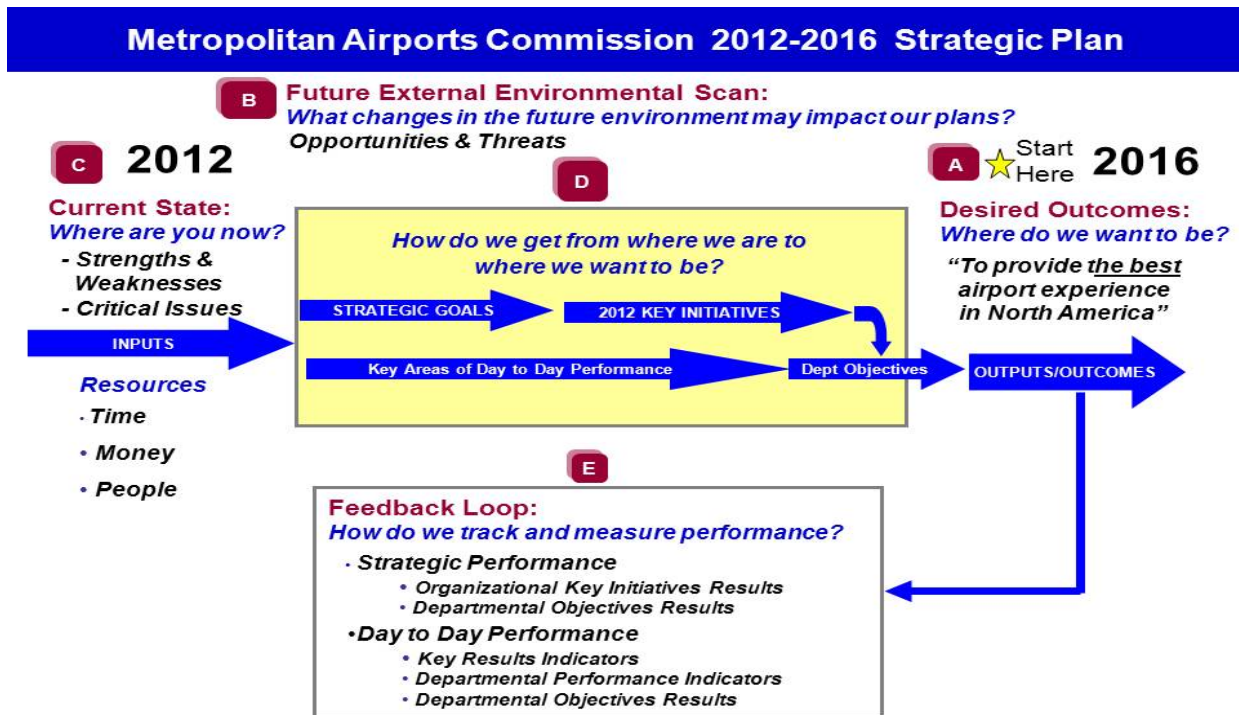 Metropolitan Airports Commission 2012-2016 Strategic Plan
B
Future External Environmental Scan:
What changes in the future environment may impact our plans?
Opportunities & Threats
C
2012
Current State:
Where are you now?
- Strengths &
Weaknesses
- Critical Issues
INPUTS
Resources
· Time
• Money
• People
D
How do we get from where we are to
where we want to be?
STRATEGIC GOALS
2012 KEY INITIATIVES
Key Areas of Day to Day Performance
Dept Objectives
A
Start
Here
2016
Desired Outcomes:
Where do we want to be?
“To provide the best
airport experience
in North America”
OUTPUTS/OUTCOMES
E
Feedback Loop:
How do we track and measure performance?
· Strategic Performance
• Organizational Key Initiatives Results
• Departmental Objectives Results
•Day to Day Performance
• Key Results Indicators
• Departmental Performance Indicators
• Departmental Objectives Results